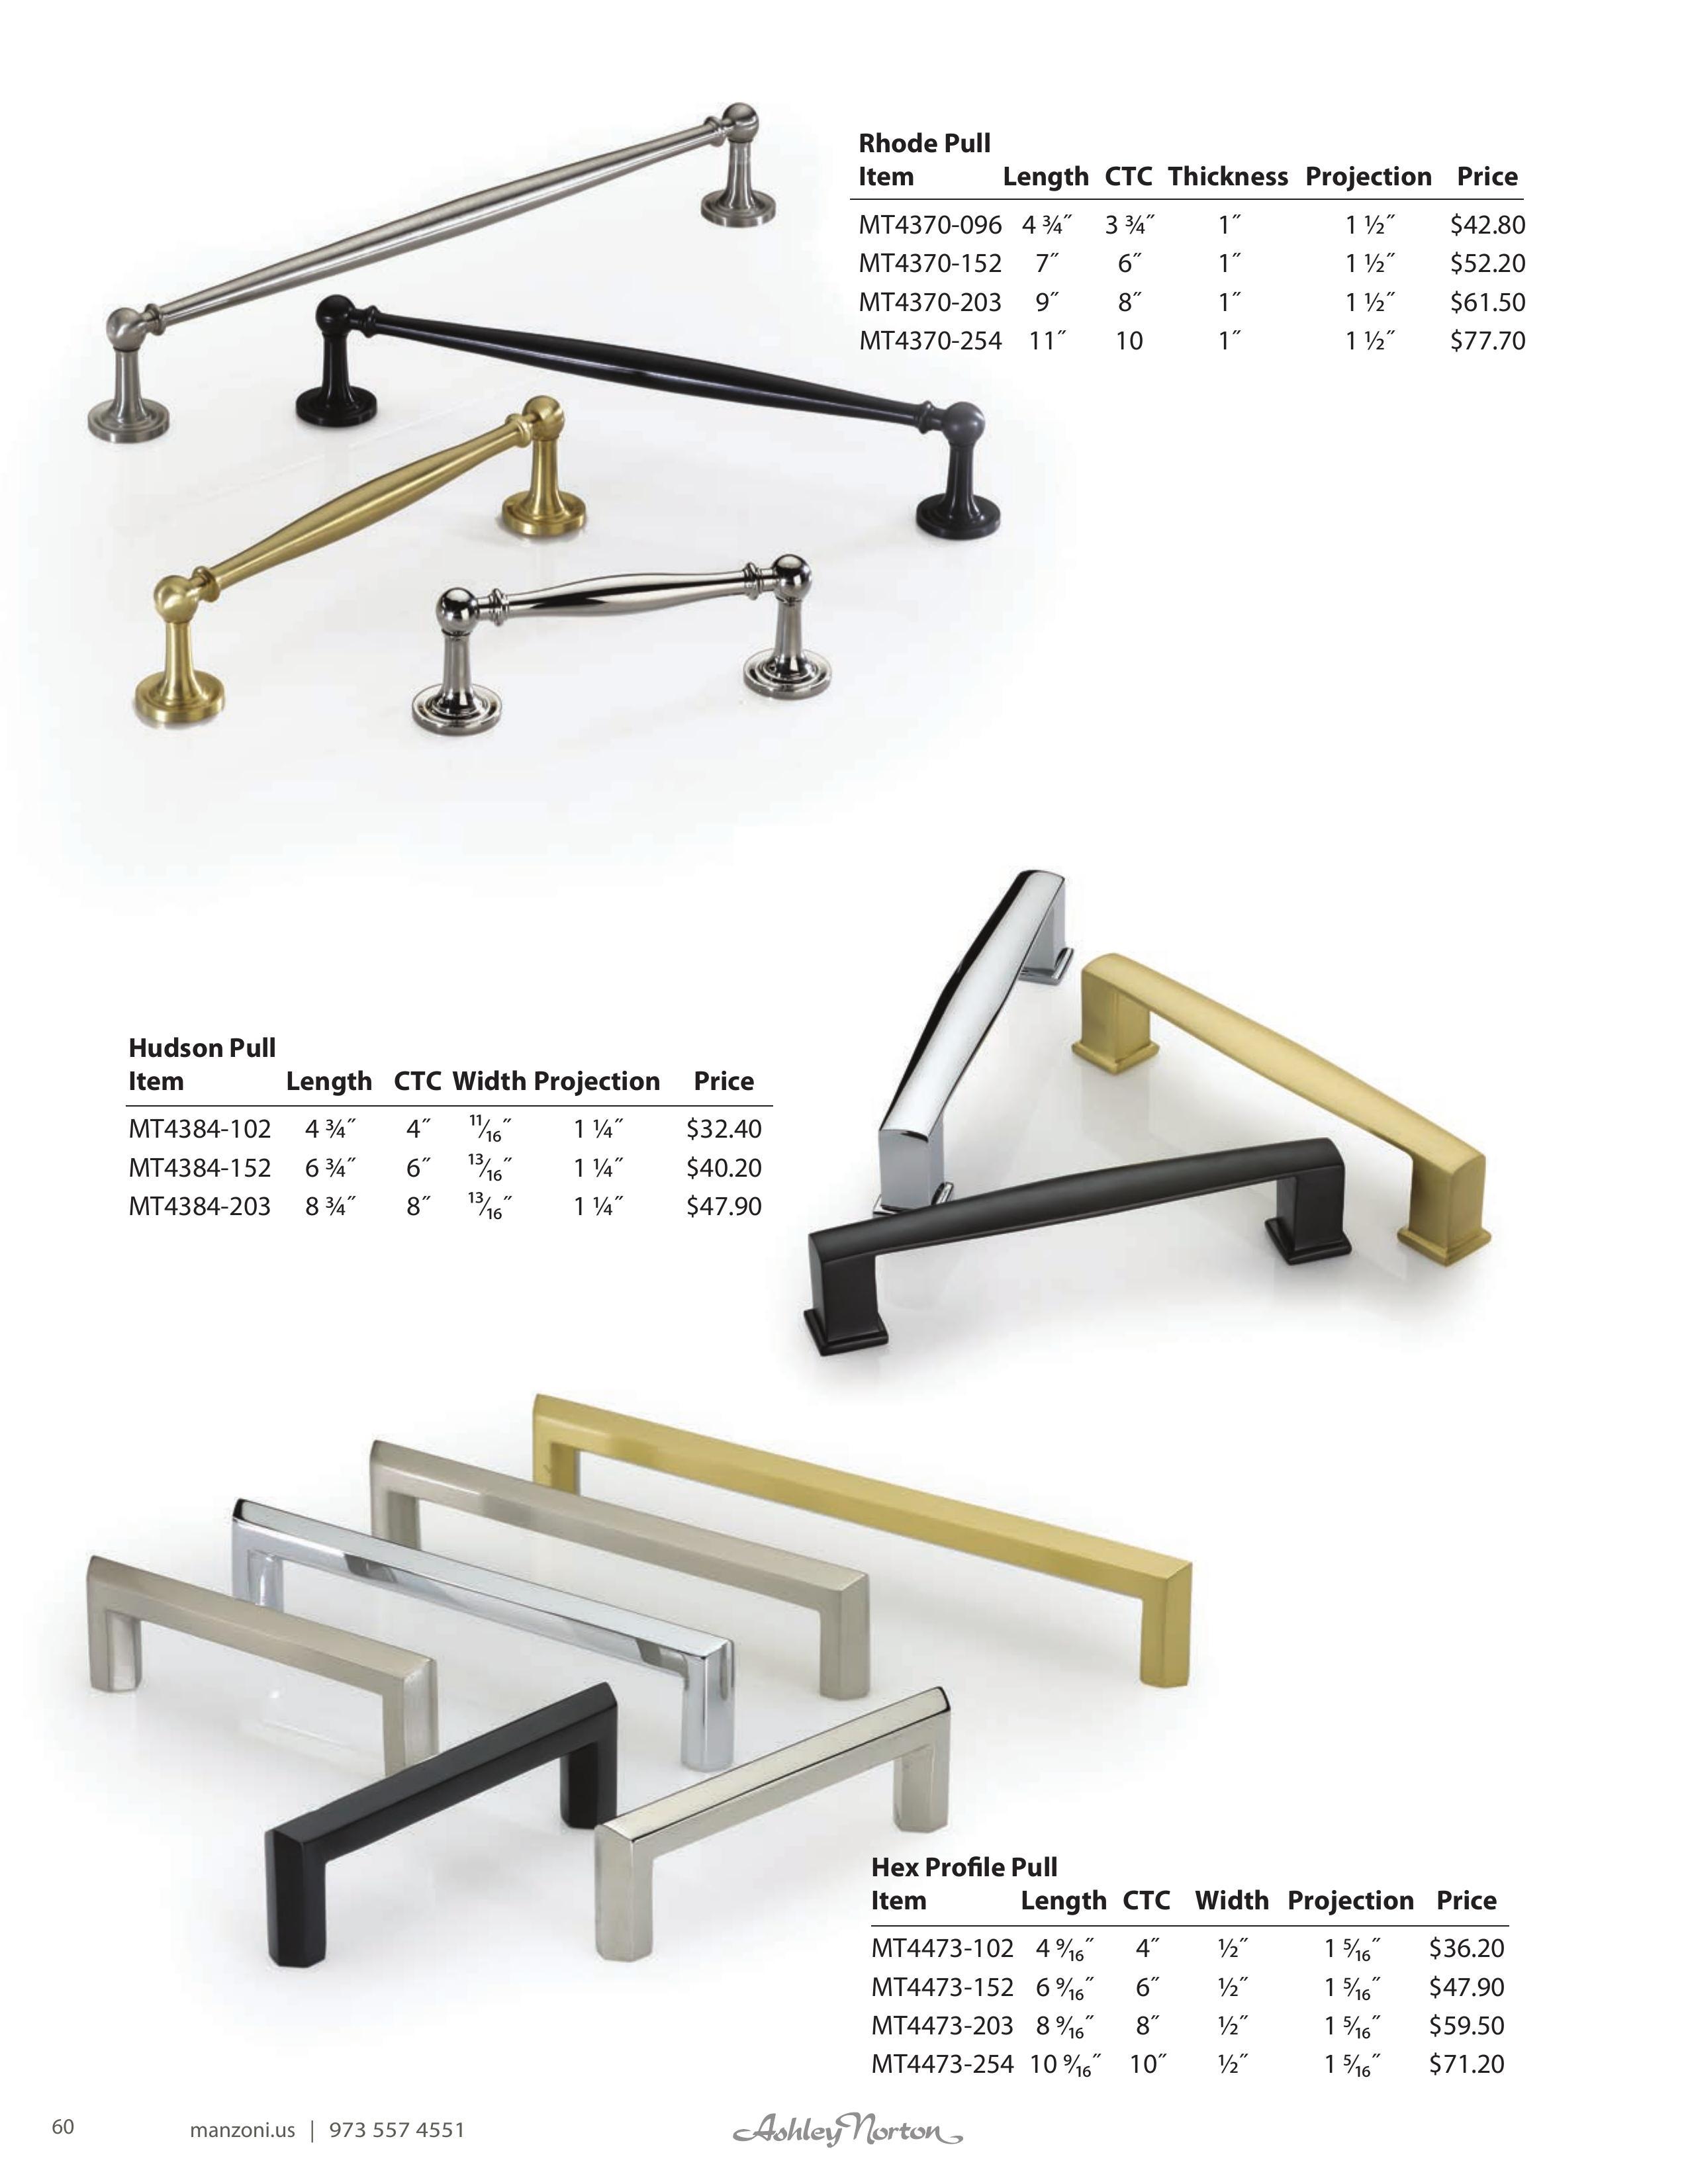 Rhode Pull
Item Length CTC Thickness Projection Price
MT4370-096 4 ¾″ 3 ¾″ 1″ 1 ½″ $42.80
MT4370-152 7″ 6″ 1″ 1 ½″ $52.20
MT4370-203 9″ 8″ 1″ 1 ½″ $61.50
MT4370-254 11″ 10 1″ 1 ½″ $77.70
Hudson Pull
Item Length CTC Width Projection Price
MT4384-102 4 ¾″ 4″ ¹¹⁄₁₆″ 1 ¼″ $32.40
MT4384-152 6 ¾″ 6″ ¹³⁄₁₆″ 1 ¼″ $40.20
MT4384-203 8 ¾″ 8″ ¹³⁄₁₆″ 1 ¼″ $47.90
Hex Profile Pull
Item Length CTC Width Projection Price
MT4473-102 4 ⁹⁄₁₆″ 4″ ½″ 1 ⁵⁄₁₆″ $36.20
MT4473-152 6 ⁹⁄₁₆″ 6″ ½″ 1 ⁵⁄₁₆″ $47.90
MT4473-203 8 ⁹⁄₁₆″ 8″ ½″ 1 ⁵⁄₁₆″ $59.50
MT4473-254 10 ⁹⁄₁₆″ 10″ ½″ 1 ⁵⁄₁₆″ $71.20
60 manzoni.us | 973 557 4551 Ashley Norton